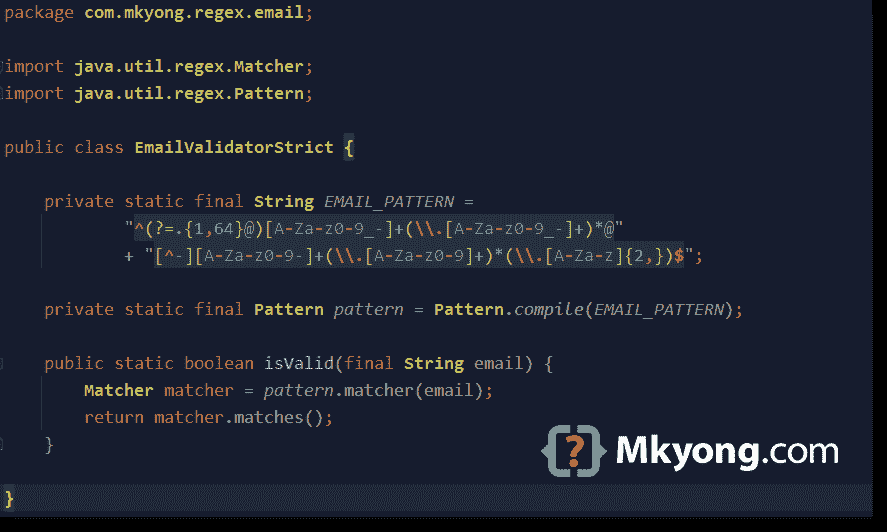 package com.mkyong.regex.email;
import java.util.regex.Matcher;
import java.util.regex.Pattern;
public class EmailValidatorStrict {
private static final String EMAIL_PATTERN =
"^(?=.{1,64}@)[A-Za-z0-9_-]+(\\.[A-Za-z0-9_-]+)*@"
+ "[^-][A-Za-z0-9-]+(\\.[A-Za-z0-9]+)*(\\.[A-Za-z]{2,})$";
private static final Pattern pattern = Pattern.compile(EMAIL_PATTERN);
public static boolean isValid(final String email) {
Matcher matcher = pattern.matcher(email);
return matcher.matches();
}
{?} Mkyong.com
}